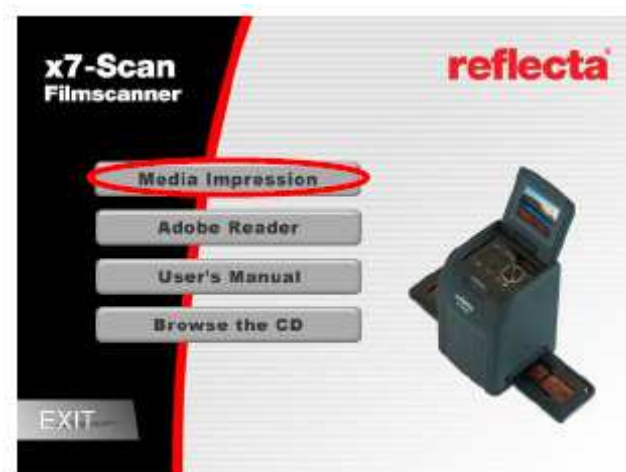 x7-Scan
Filmscanner
reflecta
Media Impression
Adobe Reader
User's Manual
Browse the CD
EXIT